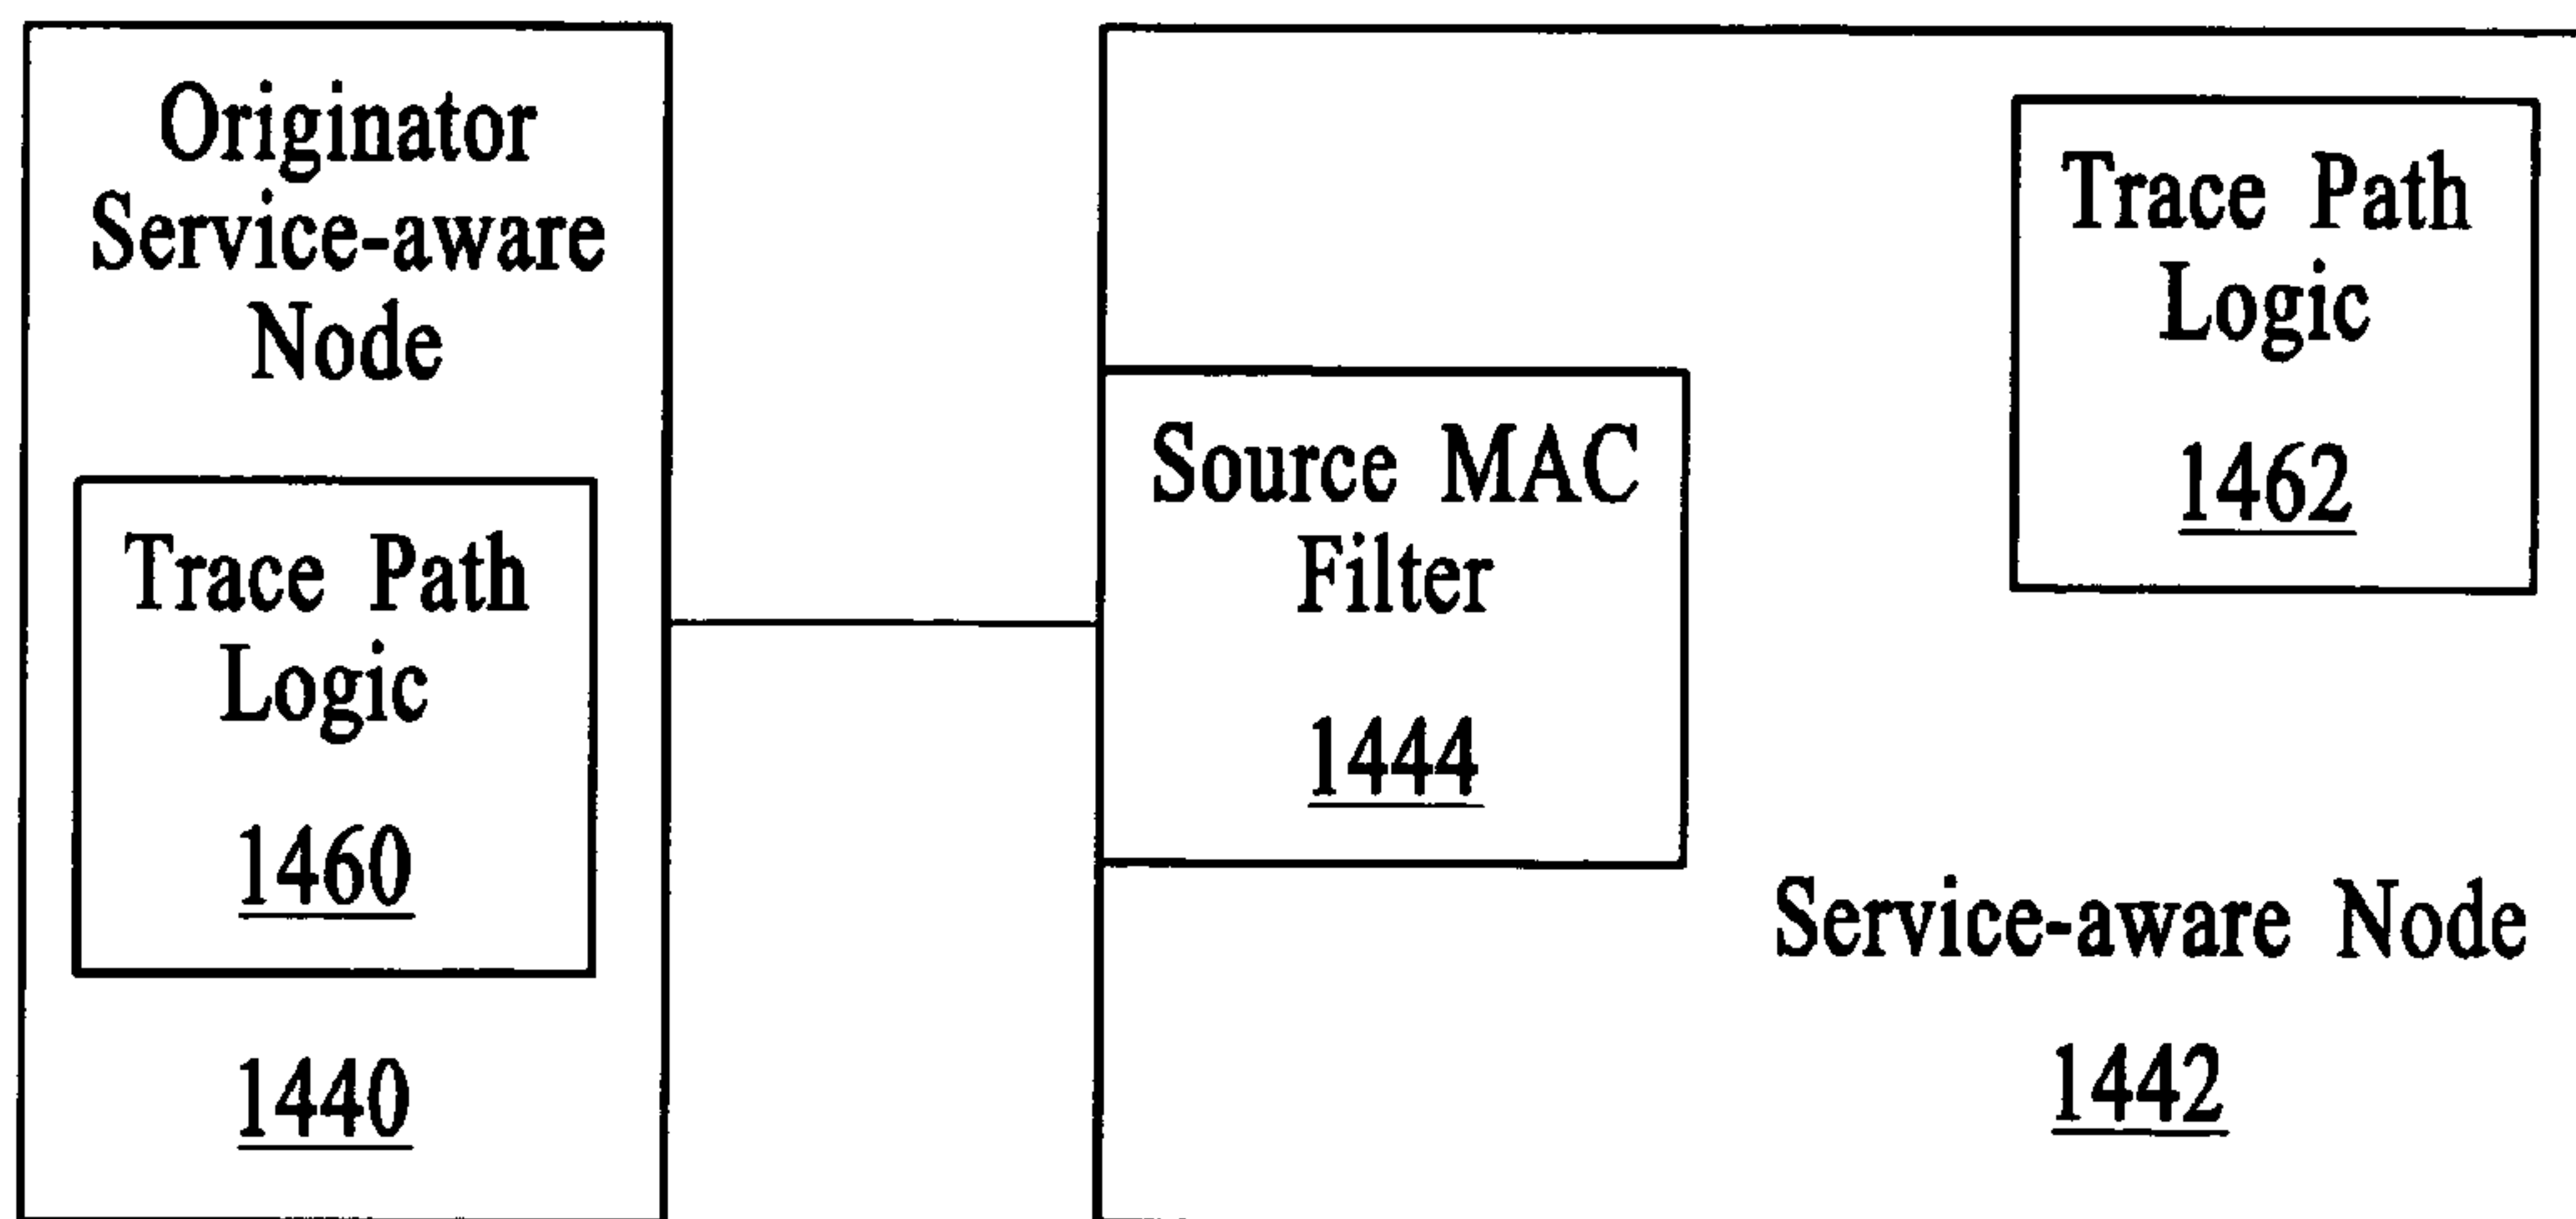 Originator
Service-aware
Node
Trace Path
Logic
1460
1440
Source MAC
Filter
1444
Trace Path
Logic
1462
Service-aware Node
1442